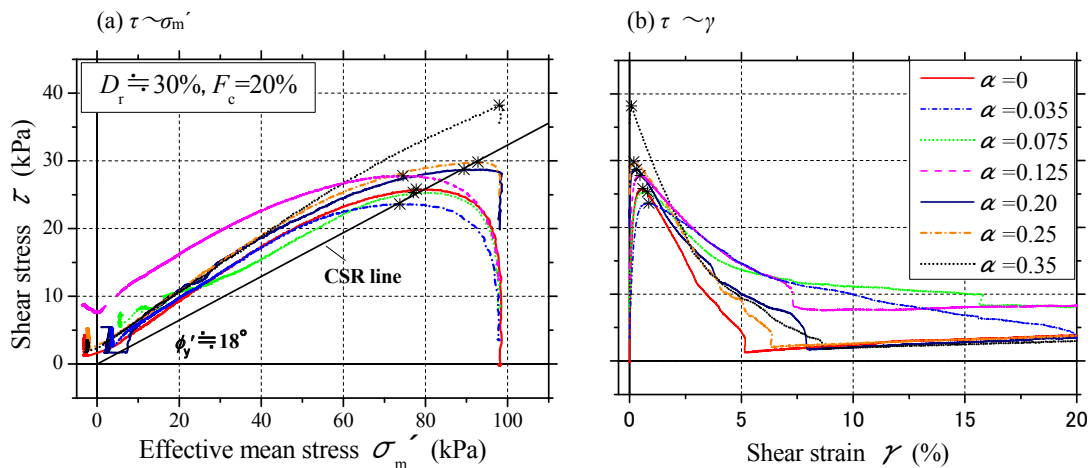 (a) τ～σm′
(b) τ ～γ
Dr≒30%, Fc=20%
40
30
20
10
0
Shear stress τ (kPa)
CSR line
ϕy′≒18°
0 20 40 60 80 100
Effective mean stress σm′ (kPa)
α=0
α=0.035
α=0.075
α=0.125
α=0.20
α=0.25
α=0.35
0 5 10 15 20
Shear strain γ (%)